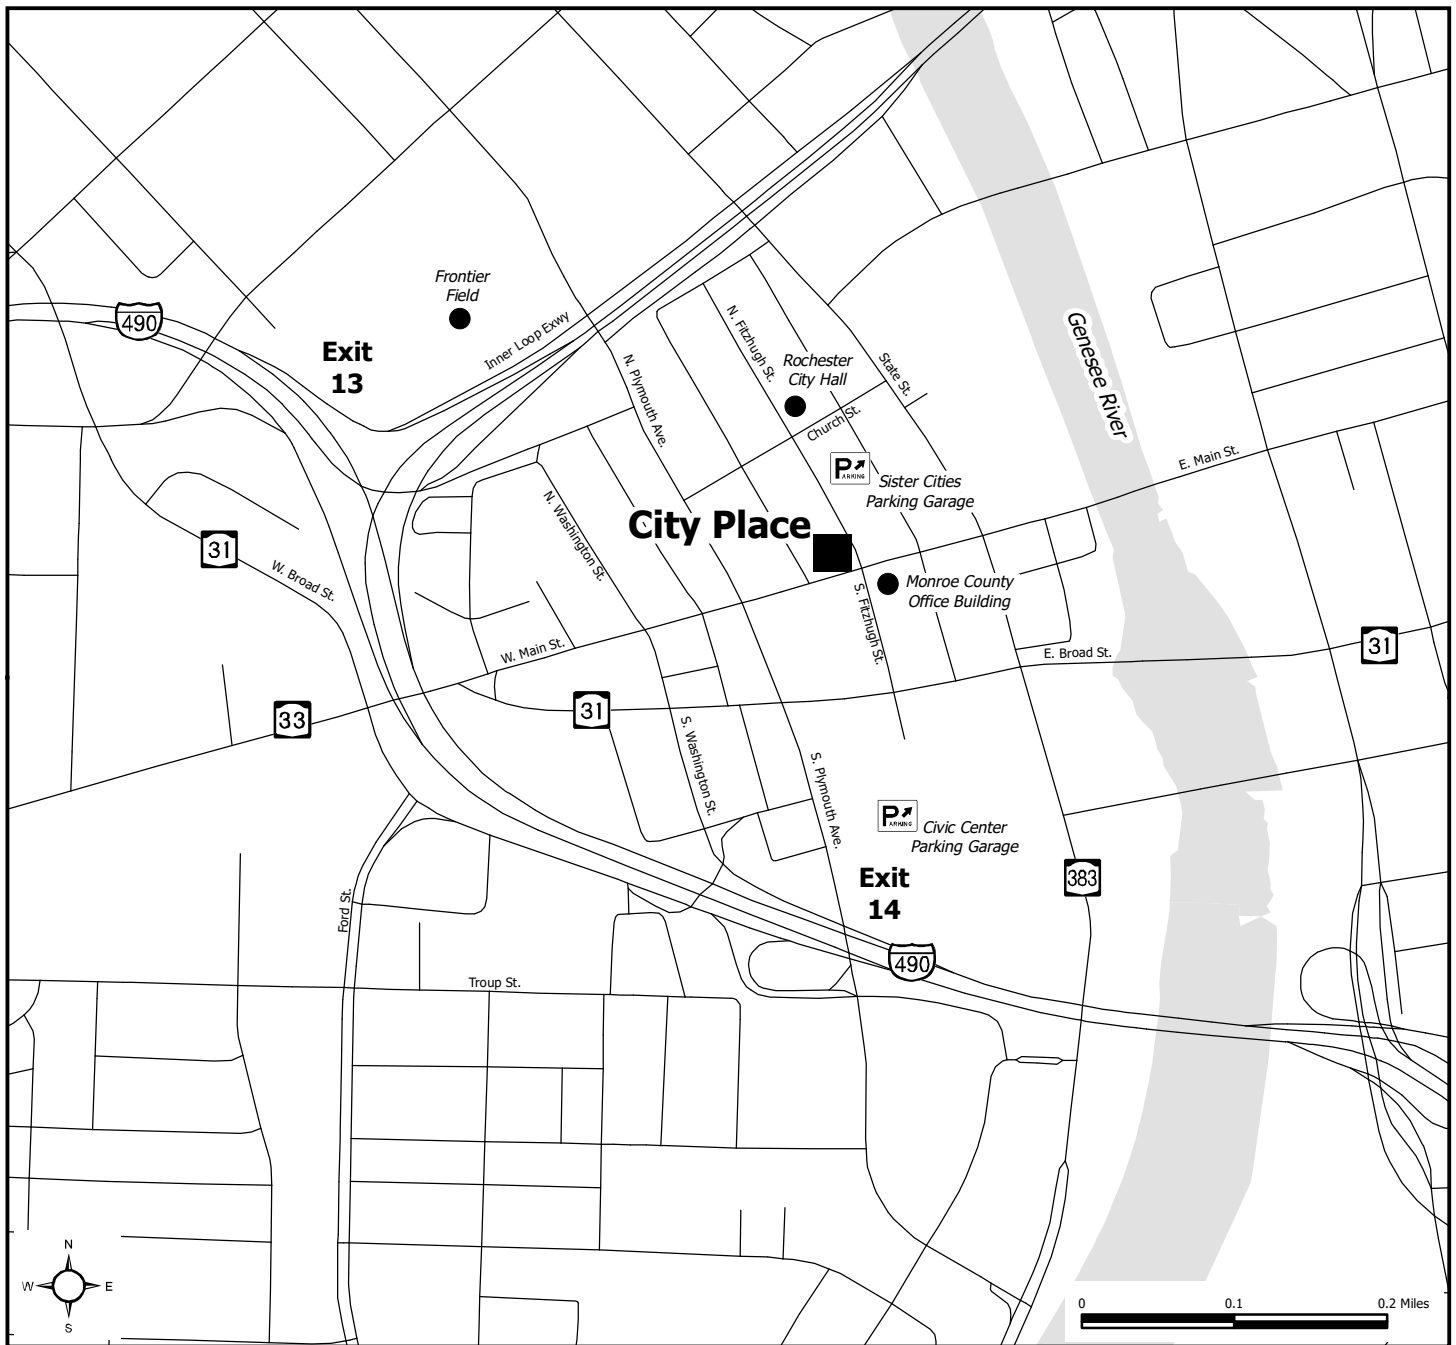 Frontier
Field
490
Exit
13
Inner Loop Exwy
N. Fitzhugh St.
Rochester
City Hall
State St.
Genesee River
N. Plymouth Ave.
Church St.
E. Main St.
P
ARKING
Sister Cities
Parking Garage
City Place
N. Washington St.
31
W. Broad St.
Monroe County
Office Building
S. Fitzhugh St.
W. Main St.
E. Broad St.
31
33
31
S. Washington St.
S. Plymouth Ave.
P
ARKING
Civic Center
Parking Garage
Exit
14
383
Ford St.
490
Troup St.
N
W
E
S
0
0.1
0.2 Miles